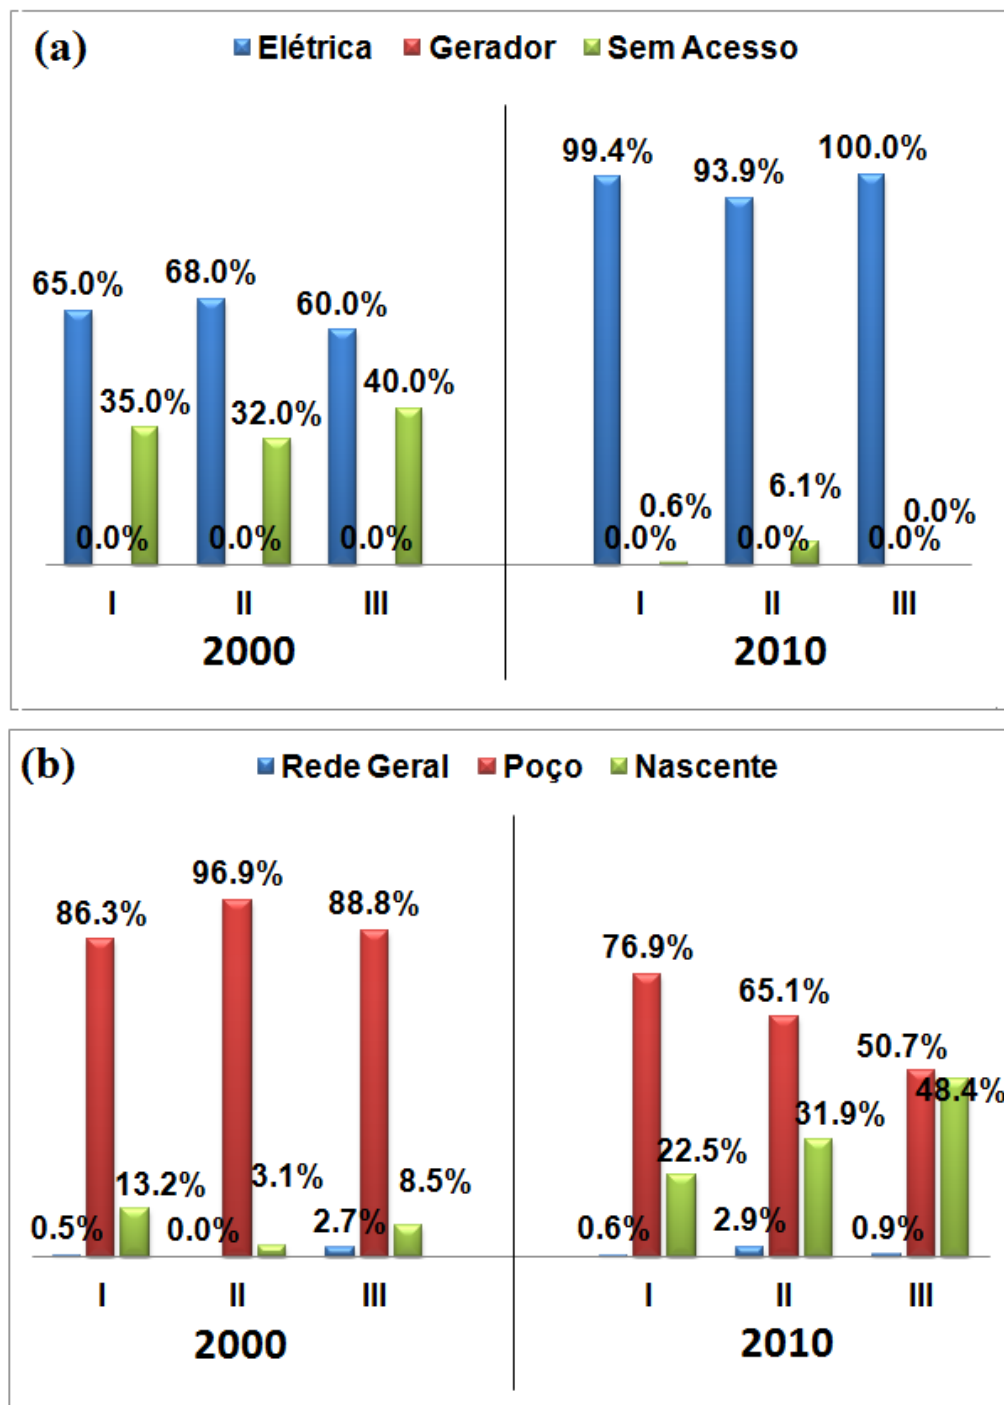 (a) Elétrica Gerador Sem Acesso
99.4% 93.9% 100.0%
65.0% 68.0% 60.0%
35.0% 32.0% 40.0%
0.6% 6.1% 0.0%
0.0% 0.0% 0.0% 0.0% 0.0% 0.0%
I II III I II III
2000 2010
(b) Rede Geral Poço Nascente
86.3% 96.9% 88.8%
76.9% 65.1% 50.7%
13.2% 3.1% 8.5% 22.5% 31.9% 48.4%
0.5% 0.0% 2.7% 0.6% 2.9% 0.9%
I II III I II III
2000 2010